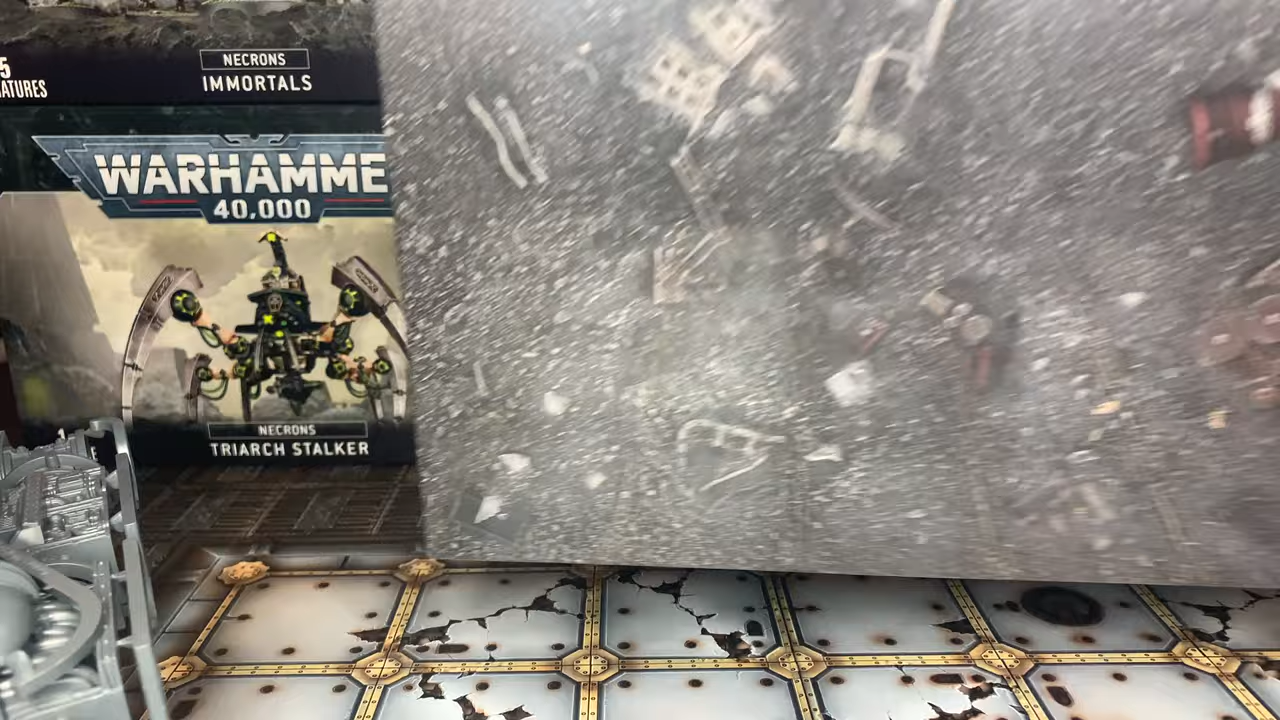 NECRONS
5
IMMORTALS
ATURES
WARHAMME
40,000
NECRONS
TRIARCH STALKER